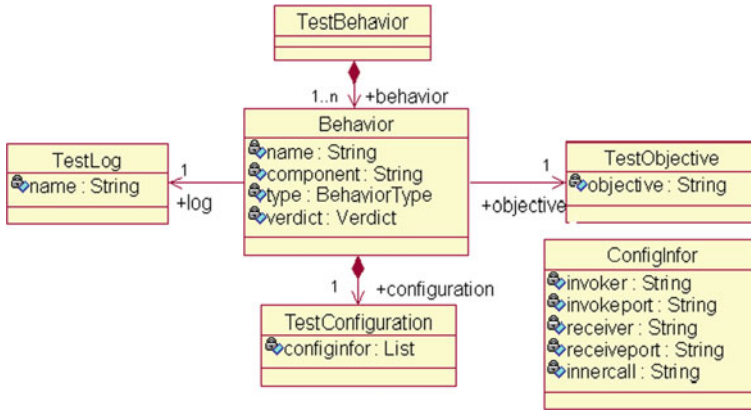 TestBehavior
1..n
+behavior
Behavior
name : String
component : String
type : BehaviorType
verdict : Verdict
TestLog
name : String
1
+log
1
+objective
TestObjective
objective : String
1
+configuration
TestConfiguration
configinfor : List
ConfigInfor
invoker : String
invokeport : String
receiver : String
receiveport : String
innercall : String